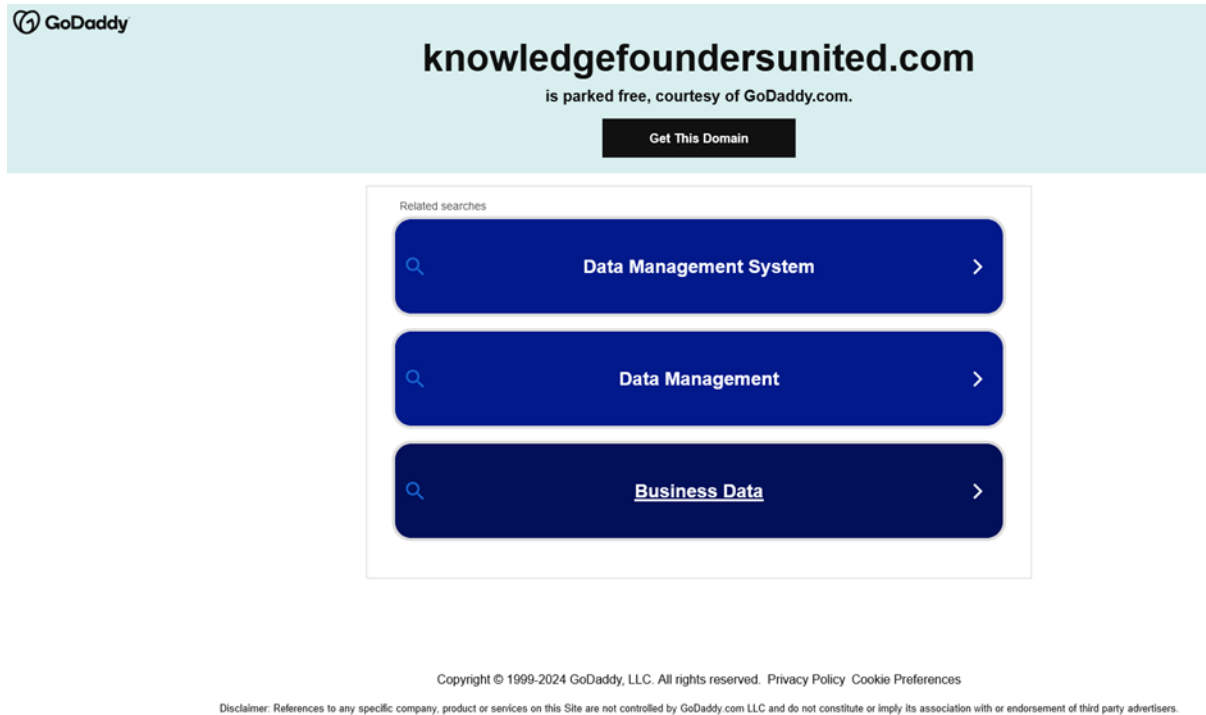 GoDaddy
knowledgefoundersunited.com
is parked free, courtesy of GoDaddy.com.
Get This Domain
Related searches
Data Management System
Data Management
Business Data
Copyright © 1999-2024 GoDaddy, LLC. All rights reserved. Privacy Policy Cookie Preferences
Disclaimer: References to any specific company, product or services on this Site are not controlled by GoDaddy.com LLC and do not constitute or imply its association with or endorsement of third party advertisers.